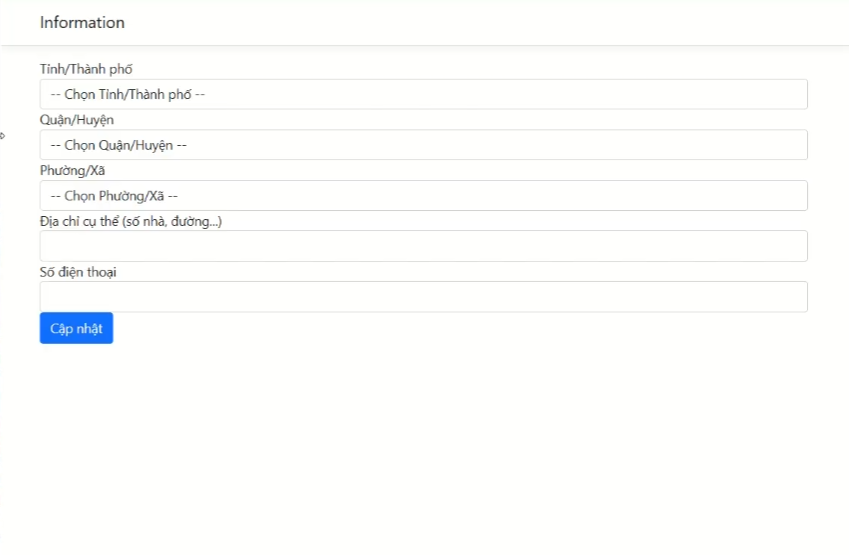 Information
Tỉnh/Thành phố
-- Chọn Tỉnh/Thành phố --
Quận/Huyện
-- Chọn Quận/Huyện --
Phường/Xã
-- Chọn Phường/Xã --
Địa chỉ cụ thể (số nhà, đường...)
Số điện thoại
Cập nhật